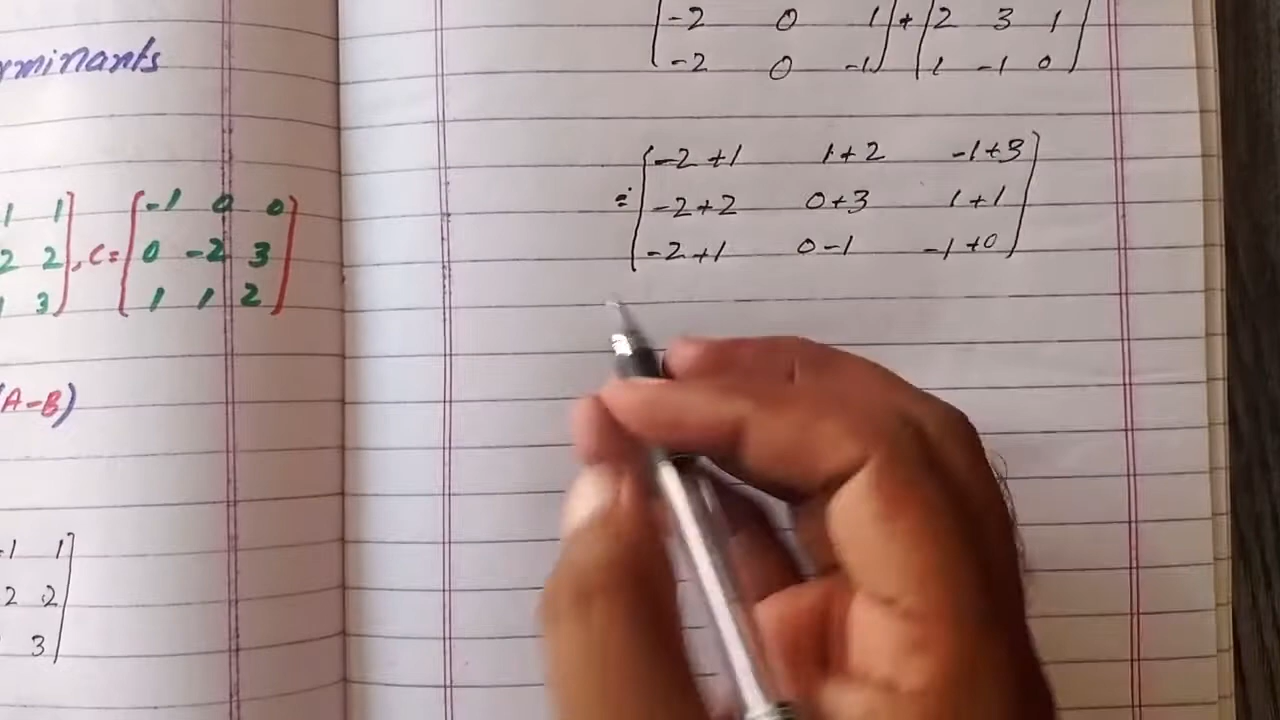 1 1]
2 2] , C= [-1 0 0
0 -2 3
3] 1 1 2]
(A-B)
1]
2 2
3]
[-2 0 1] + [2 3 1]
-2 0 -1] [1 -1 0]
= [-2+1 1+2 -1+3]
-2+2 0+3 1+1
-2+1 0-1 -1+0]